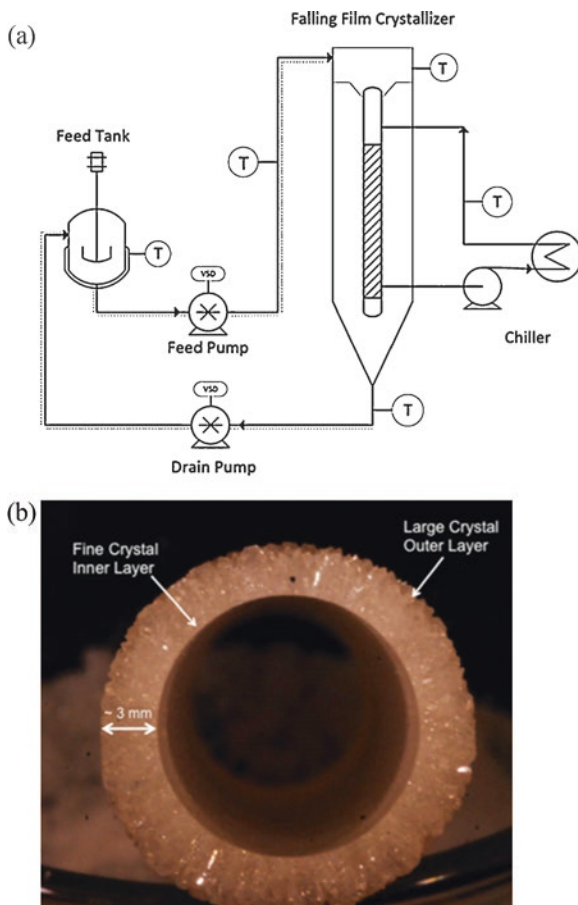 (a)
Falling Film Crystallizer
T
Feed Tank
T
T
T
VSD
Feed Pump
Chiller
VSD
T
Drain Pump
(b)
Fine Crystal
Inner Layer
Large Crystal
Outer Layer
~ 3 mm